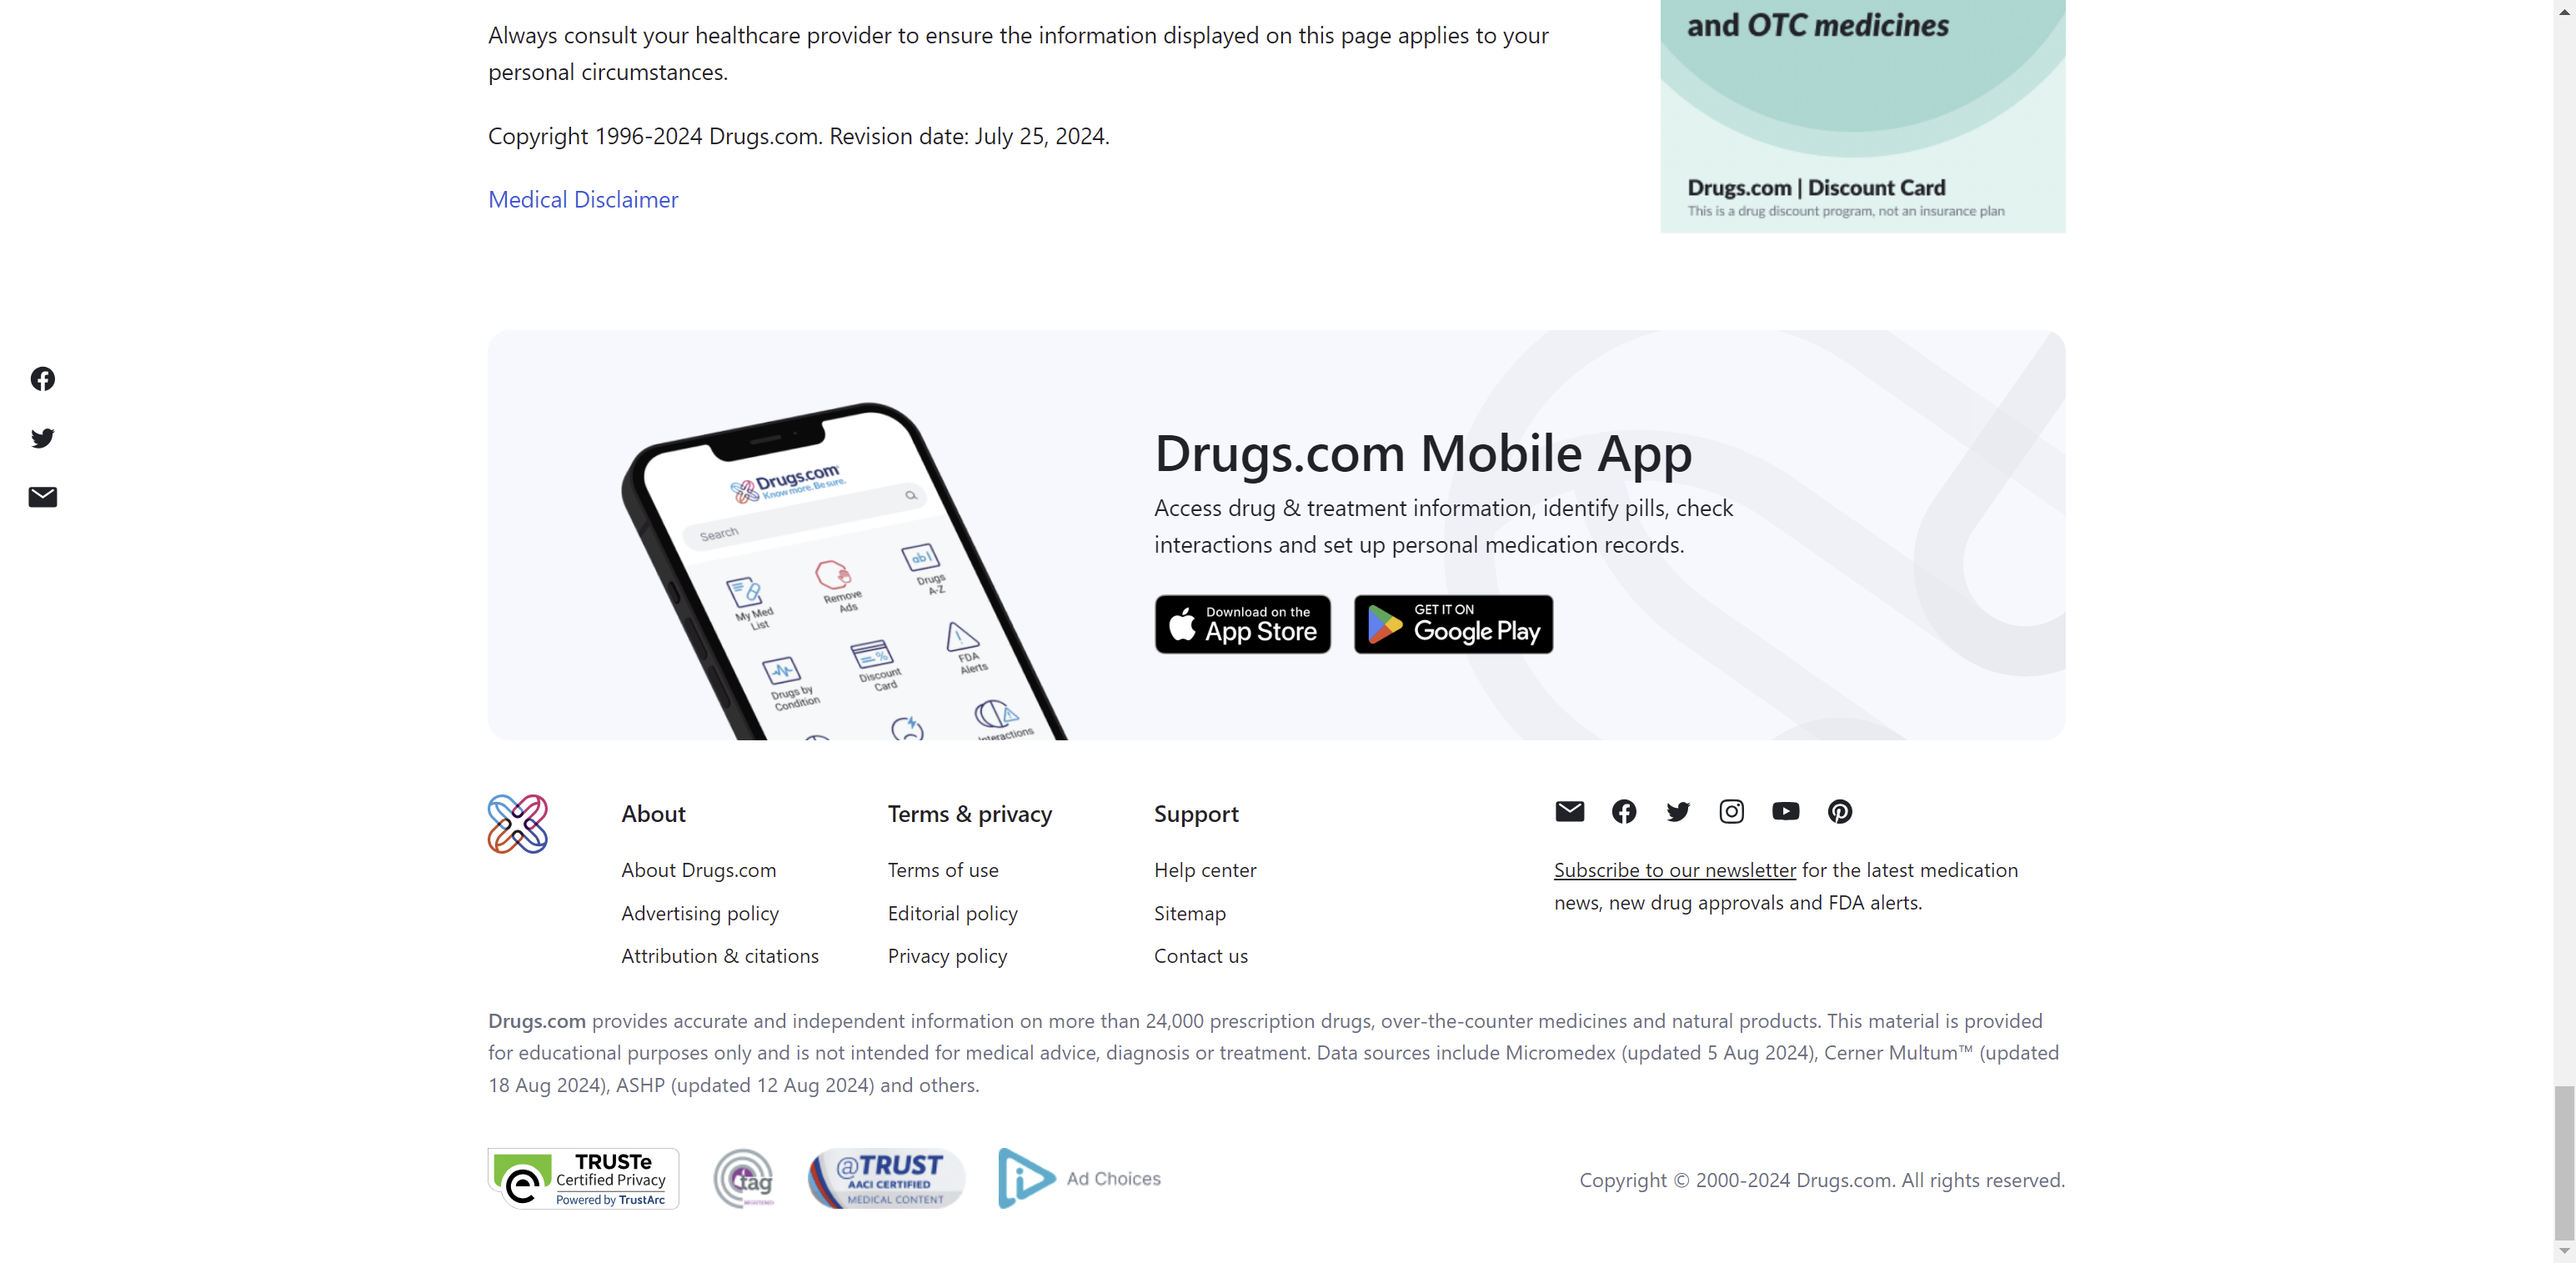 Always consult your healthcare provider to ensure the information displayed on this page applies to your
personal circumstances.
Copyright 1996-2024 Drugs.com. Revision date: July 25, 2024.
Medical Disclaimer
and OTC medicines
Drugs.com | Discount Card
This is a drug discount program, not an insurance plan
Drugs.com
Know more. Be sure.
Search
My Med
List
Remove
Ads
Drugs
A-Z
Drugs by
Condition
Discount
Card
FDA
Alerts
Interactions
Drugs.com Mobile App
Access drug & treatment information, identify pills, check
interactions and set up personal medication records.
Download on the
App Store
GET IT ON
Google Play
About
About Drugs.com
Advertising policy
Attribution & citations
Terms & privacy
Terms of use
Editorial policy
Privacy policy
Support
Help center
Sitemap
Contact us
Subscribe to our newsletter for the latest medication
news, new drug approvals and FDA alerts.
Drugs.com provides accurate and independent information on more than 24,000 prescription drugs, over-the-counter medicines and natural products. This material is provided
for educational purposes only and is not intended for medical advice, diagnosis or treatment. Data sources include Micromedex (updated 5 Aug 2024), Cerner Multum™ (updated
18 Aug 2024), ASHP (updated 12 Aug 2024) and others.
TRUSTe
Certified Privacy
Powered by TrustArc
tag
REGISTERED
@TRUST
AACI CERTIFIED
MEDICAL CONTENT
Ad Choices
Copyright © 2000-2024 Drugs.com. All rights reserved.